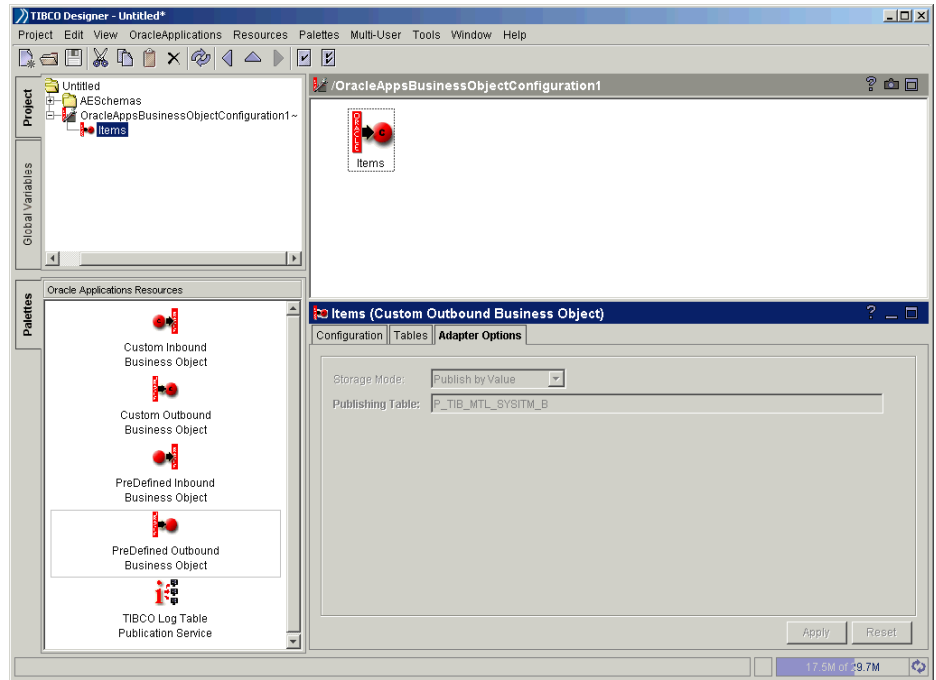 TIBCO Designer - Untitled*
Project Edit View OracleApplications Resources Palettes Multi-User Tools Window Help
Project
Global Variables
Untitled
AESchemas
OracleAppsBusinessObjectConfiguration1~
Items
/OracleAppsBusinessObjectConfiguration1
?
ORACLE
C
Items
Palettes
Oracle Applications Resources
Custom Inbound
Business Object
Custom Outbound
Business Object
PreDefined Inbound
Business Object
PreDefined Outbound
Business Object
TIBCO Log Table
Publication Service
Items (Custom Outbound Business Object)
?
Configuration Tables Adapter Options
Storage Mode: Publish by Value
Publishing Table: P_TIB_MTL_SYSITM_B
Apply Reset
17.5M of 29.7M